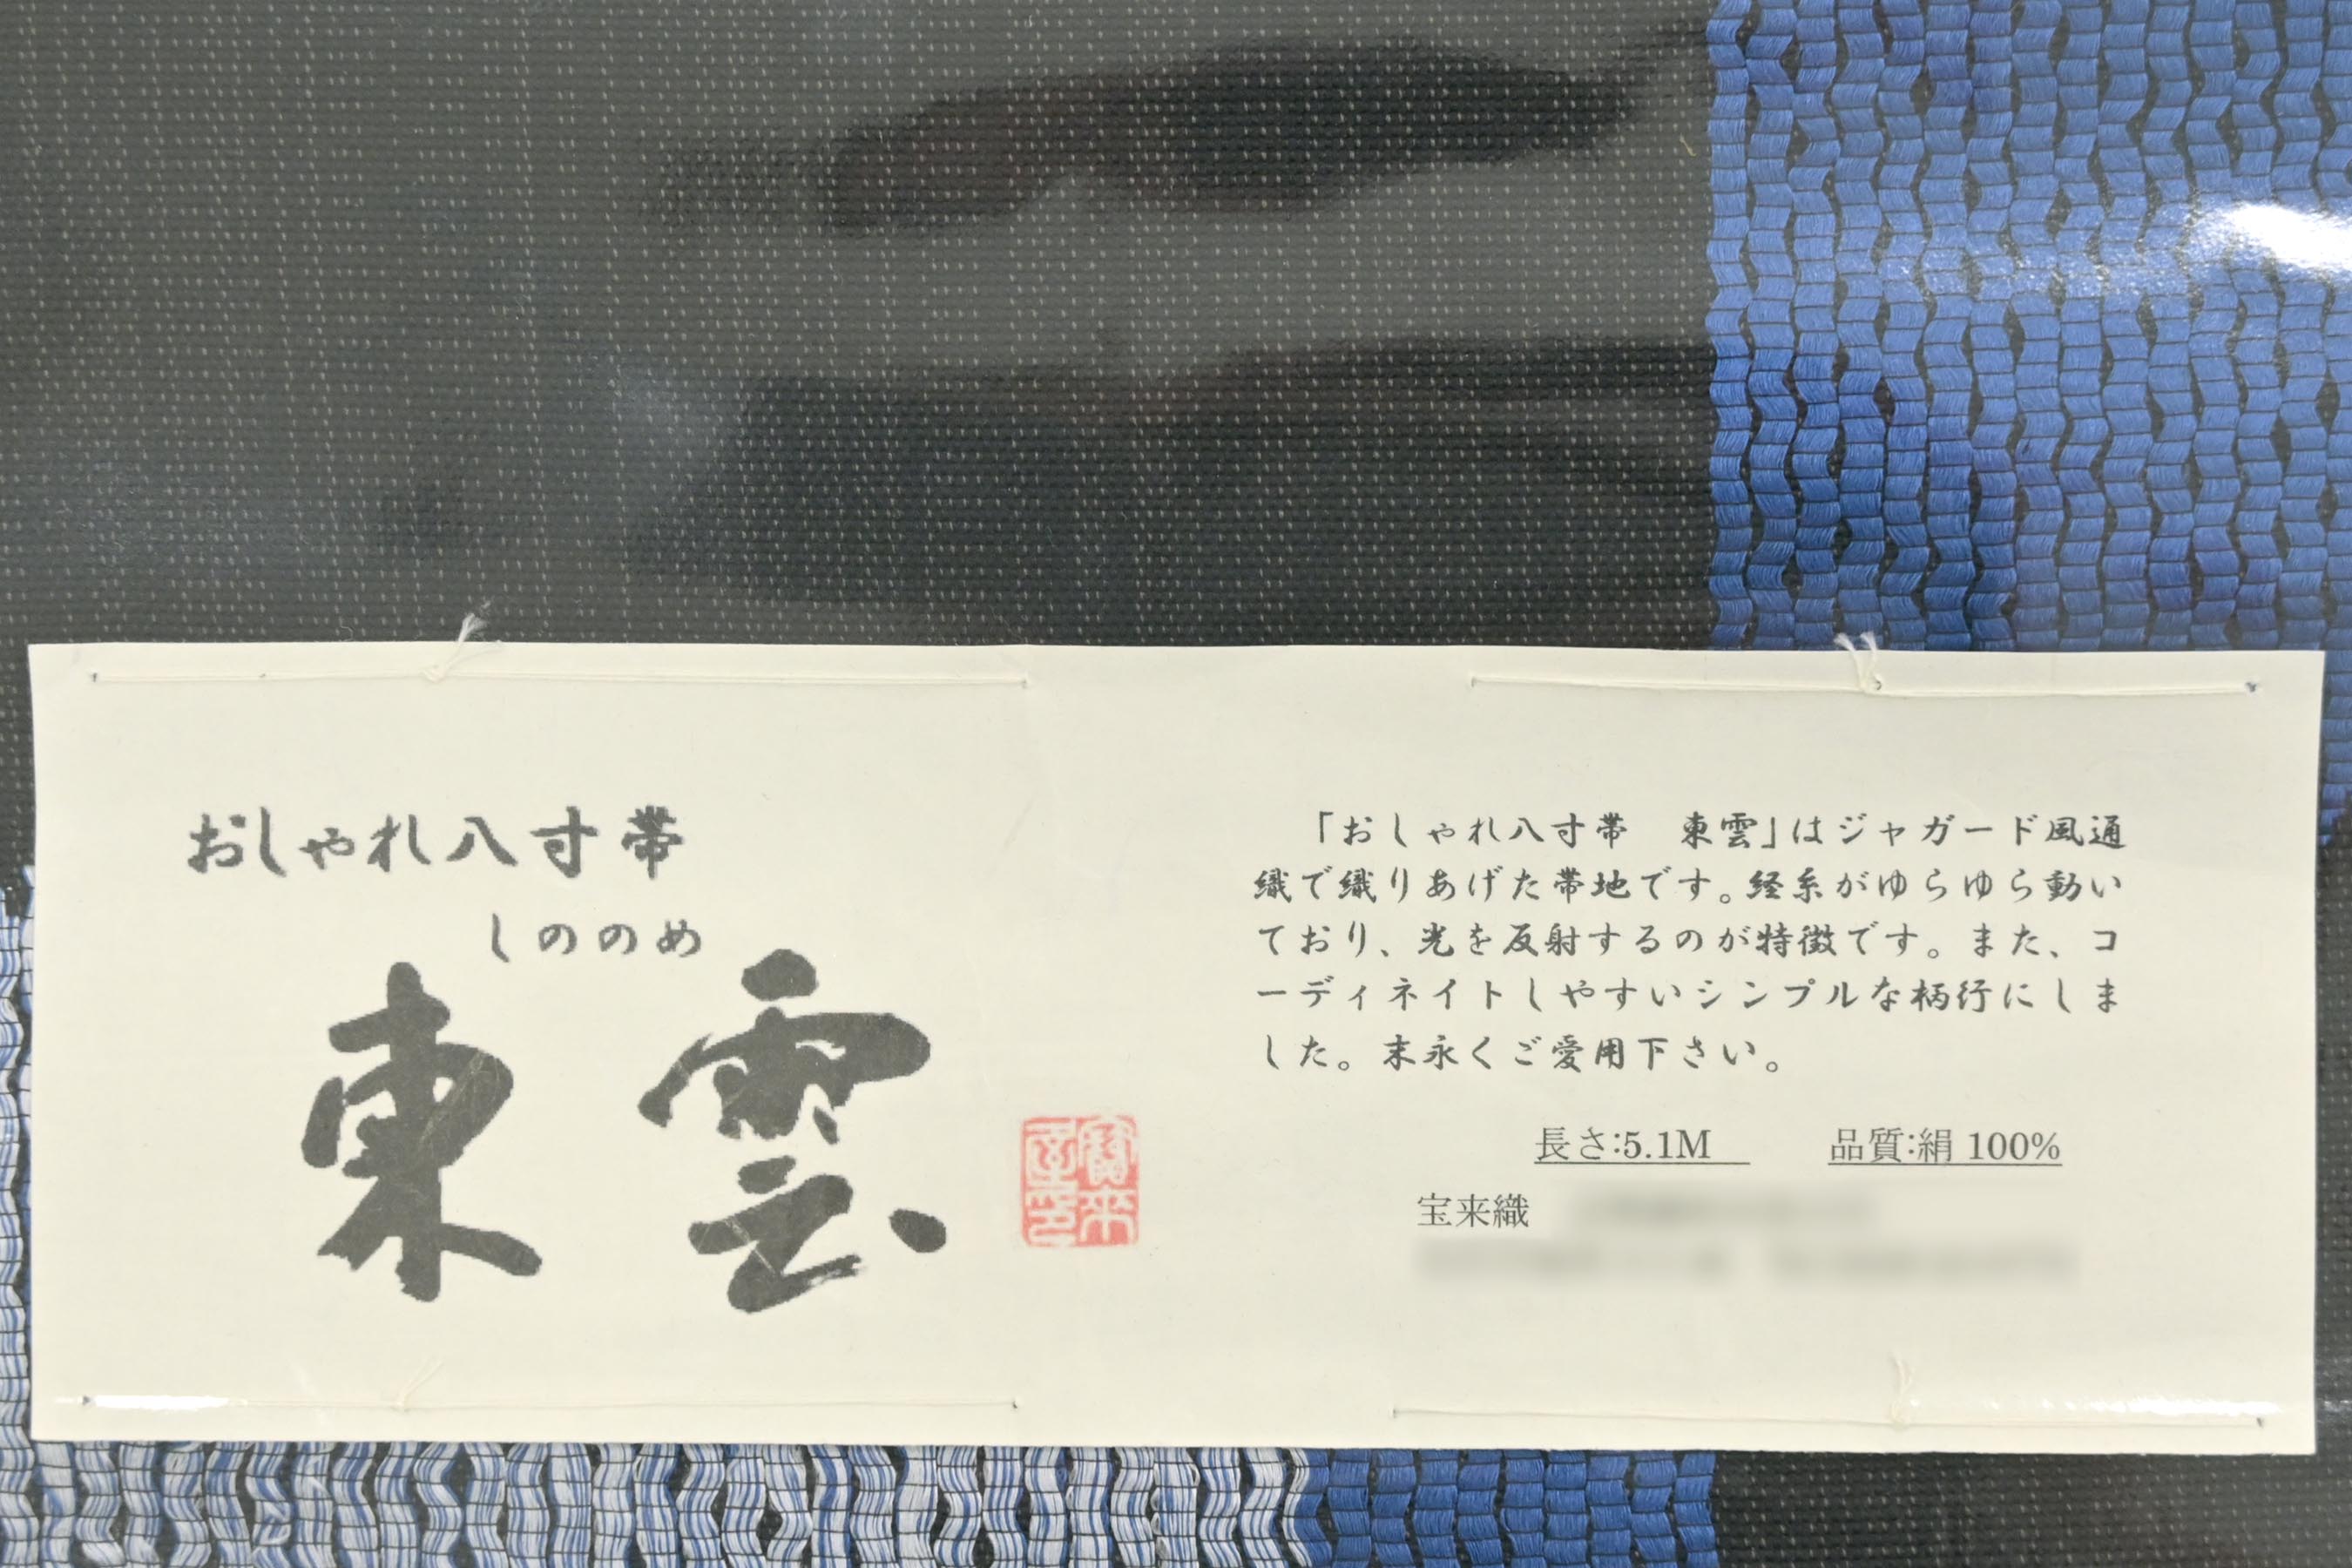 おしゃれ八寸帯
しののめ
東雲
寶来
「おしゃれ八寸帯　東雲」はジャガード風通
織で織りあげた帯地です。経糸がゆらゆら動い
ており、光を反射するのが特徴です。また、コ
ーディネイトしやすいシンプルな柄行にしま
した。末永くご愛用下さい。
長さ:5.1M　品質:絹 100%
宝来織